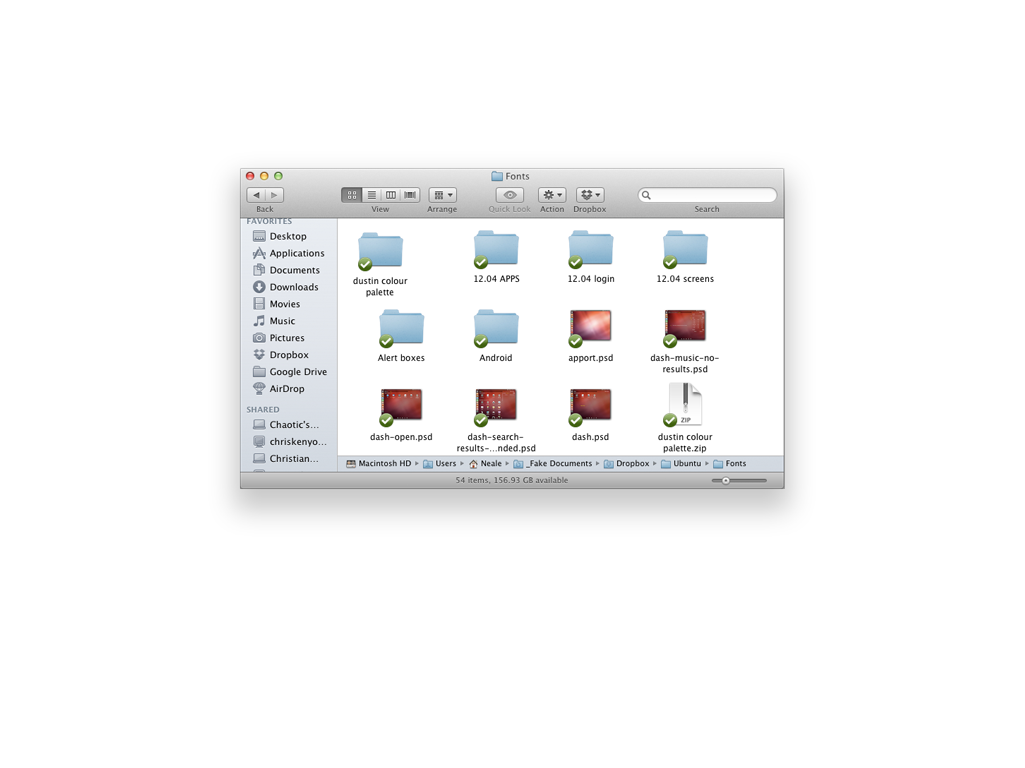 Fonts
Back
View
Arrange
Quick Look
Action
Dropbox
Search
FAVORITES
Desktop
Applications
Documents
Downloads
Movies
Music
Pictures
Dropbox
Google Drive
AirDrop
SHARED
Chaotic's...
chriskenyo...
Christian...
dustin colour
palette
12.04 APPS
12.04 login
12.04 screens
Alert boxes
Android
apport.psd
dash-music-no-
results.psd
dash-open.psd
dash-search-
results-...nded.psd
dash.psd
ZIP
dustin colour
palette.zip
Macintosh HD
Users
Neale
_Fake Documents
Dropbox
Ubuntu
Fonts
54 items, 156.93 GB available